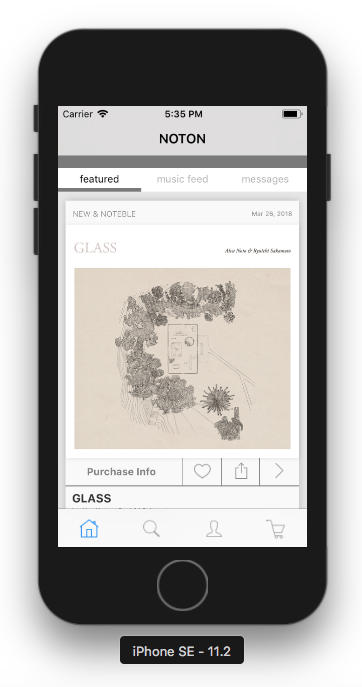 Carrier 5:35 PM
NOTON
featured music feed messages
NEW & NOTEBLE Mar 26, 2018
GLASS Alva Noto & Ryuichi Sakamoto
Purchase Info
GLASS
iPhone SE - 11.2